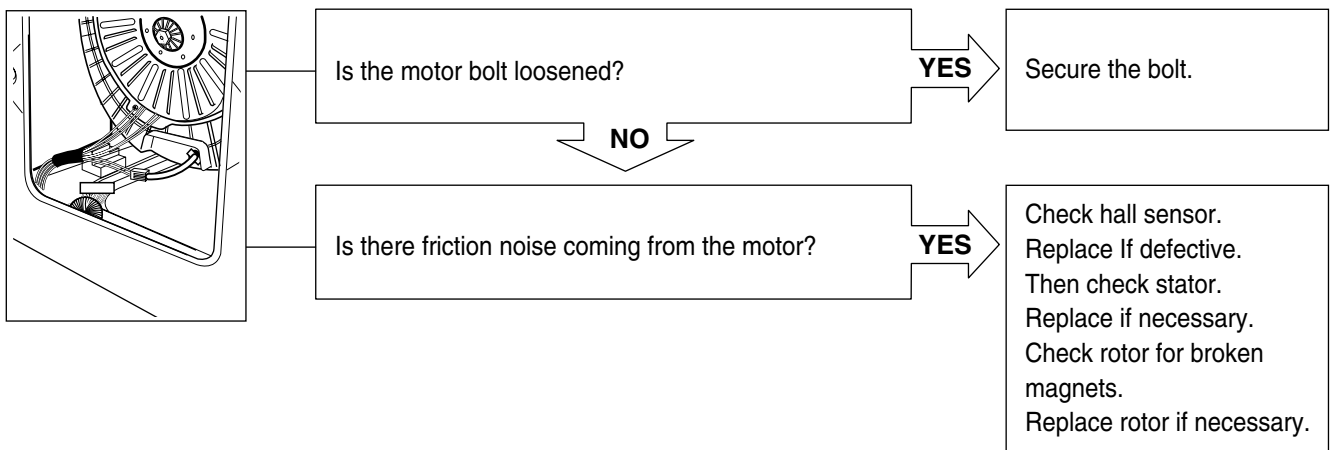 Is the motor bolt loosened?
YES
Secure the bolt.
NO
Is there friction noise coming from the motor?
YES
Check hall sensor.
Replace If defective.
Then check stator.
Replace if necessary.
Check rotor for broken
magnets.
Replace rotor if necessary.